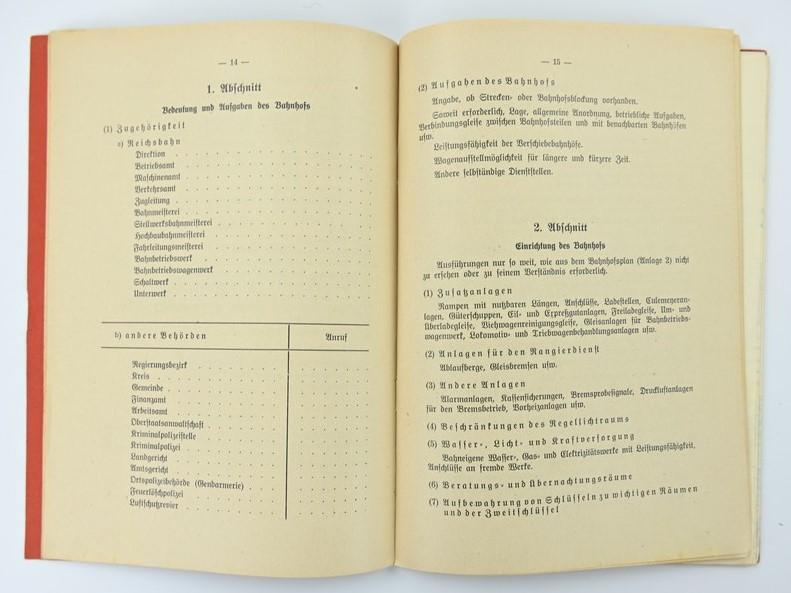 — 14 —
1. Abschnitt
Bedeutung und Aufgaben des Bahnhofs
(1) Zugehörigkeit
a) Reichsbahn
Direktion
Betriebsamt
Maschinenamt
Verkehrsamt
Zugleitung
Bahnmeisterei
Stellwerksbahnmeisterei
Hochbaubahnmeisterei
Fahrleitungsmeisterei
Bahnbetriebswerk
Bahnbetriebswagenwerk
Schaltwerk
Unterwerk
b) andere Behörden Anruf
Regierungsbezirk
Kreis
Gemeinde
Finanzamt
Arbeitsamt
Oberstaatsanwaltschaft
Kriminalpolizeistelle
Kriminalpolizei
Landgericht
Amtsgericht
Ortspolizeibehörde (Gendarmerie)
Feuerlöschpolizei
Luftschutzrevier
— 15 —
(2) Aufgaben des Bahnhofs
Angabe, ob Strecken- oder Bahnhofsblockung vorhanden.
Soweit erforderlich, Lage, allgemeine Anordnung, betriebliche Aufgaben,
Verbindungsgleise zwischen Bahnhofsteilen und mit benachbarten Bahnhöfen
usw.
Leistungsfähigkeit der Verschiebebahnhöfe.
Wagenaufstellmöglichkeit für längere und kürzere Zeit.
Andere selbständige Dienststellen.
2. Abschnitt
Einrichtung des Bahnhofs
Ausführungen nur so weit, wie aus dem Bahnhofsplan (Anlage 2) nicht
zu ersehen oder zu seinem Verständnis erforderlich.
(1) Zusatzanlagen
Rampen mit nutzbaren Längen, Anschlüsse, Ladestellen, Culemeyeran-
lagen, Güterschuppen, Eil- und Expreßgutanlagen, Freiladegleise, Um- und
Überladegleise, Viehwagenreinigungsgleise, Gleisanlagen für Bahnbetriebs-
wagenwerk, Lokomotiv- und Triebwagenbehandlungsanlagen usw.
(2) Anlagen für den Rangierdienst
Ablaufberge, Gleisbremsen usw.
(3) Andere Anlagen
Alarmanlagen, Kassensicherungen, Bremsprobesignale, Druckluftanlagen
für den Bremsbetrieb, Vorheizanlagen usw.
(4) Beschränkungen des Regellichtraums
(5) Wasser-, Licht- und Kraftversorgung
Bahneigene Wasser-, Gas- und Elektrizitätswerke mit Leistungsfähigkeit,
Anschlüsse an fremde Werke.
(6) Beratungs- und Übernachtungsräume
(7) Aufbewahrung von Schlüsseln zu wichtigen Räumen
und der Zweitschlüssel